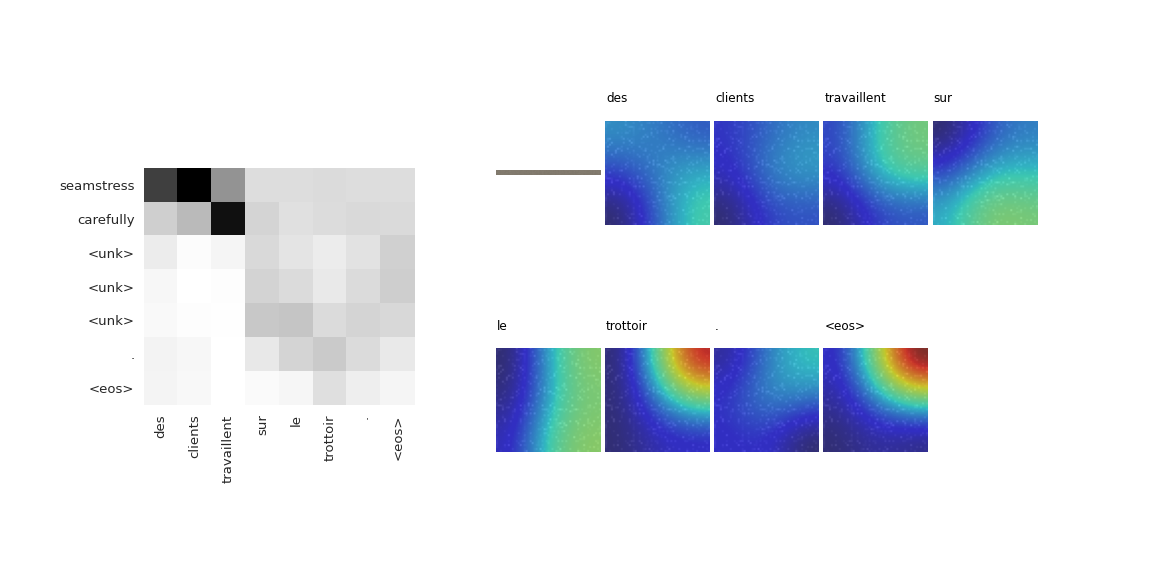 seamstress
carefully
<unk>
<unk>
<unk>
.
<eos>
des
clients
travaillent
sur
le
trottoir
.
<eos>
des clients travaillent sur
le trottoir . <eos>